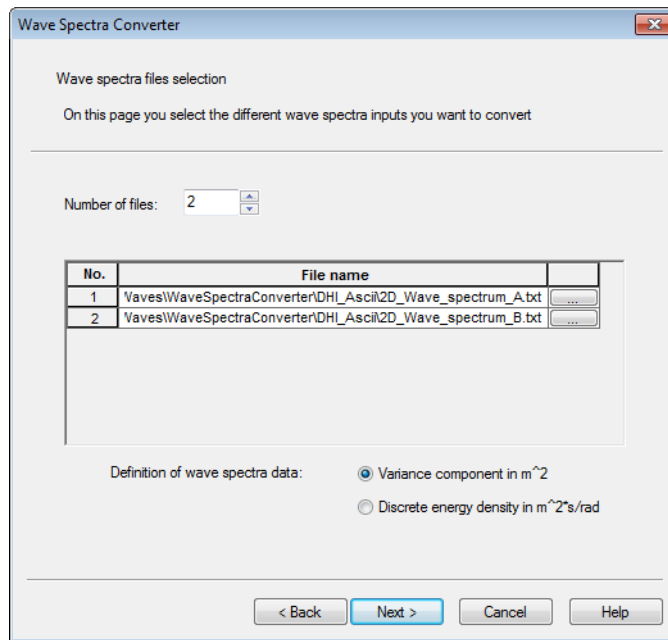 Wave Spectra Converter
Wave spectra files selection
On this page you select the different wave spectra inputs you want to convert
Number of files: 2
No. File name
1 \Waves\WaveSpectraConverter\DHI_Ascii\2D_Wave_spectrum_A.txt ...
2 \Waves\WaveSpectraConverter\DHI_Ascii\2D_Wave_spectrum_B.txt ...
Definition of wave spectra data: Variance component in m^2
Discrete energy density in m^2*s/rad
< Back Next > Cancel Help